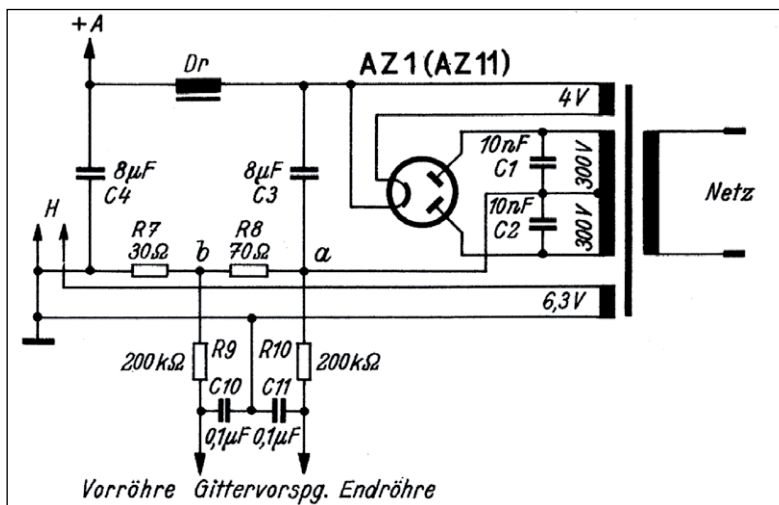 +A
Dr
AZ1(AZ11)
4V
8µF
C4
8µF
C3
10nF
C1
300V
10nF
C2
300V
Netz
H
R7
30Ω
b
R8
70Ω
a
6,3V
200kΩ
R9
R10
200kΩ
C10
C11
0,1µF
0,1µF
Vorröhre Gittervorspg. Endröhre